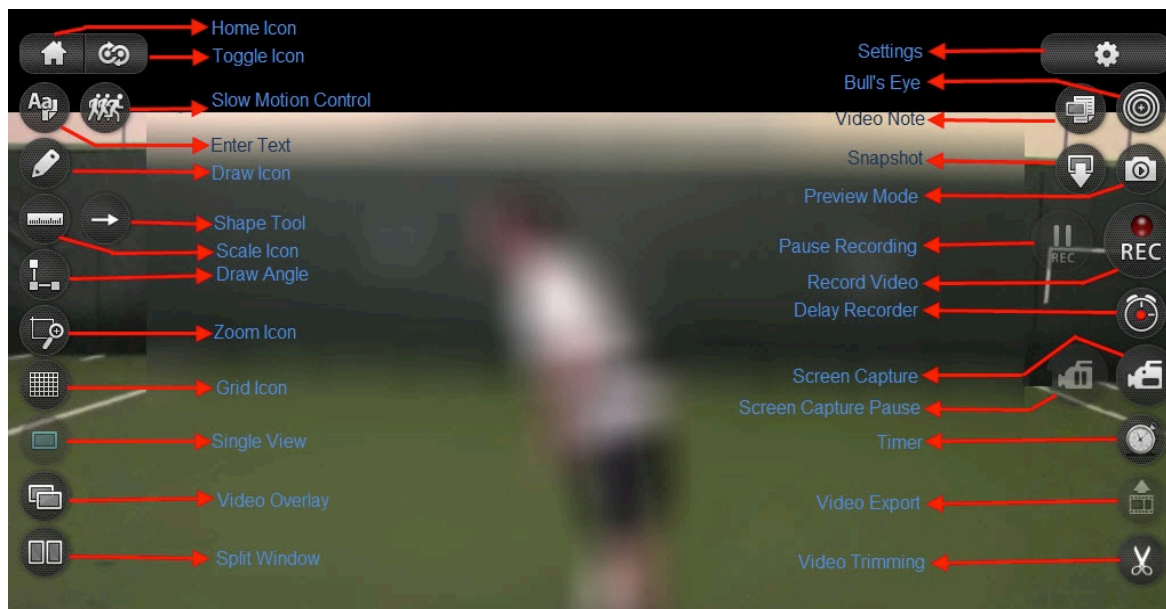 Home Icon
Toggle Icon
Aa
Slow Motion Control
Enter Text
Draw Icon
Shape Tool
Scale Icon
Draw Angle
Zoom Icon
Grid Icon
Single View
Video Overlay
Split Window
Settings
Bull's Eye
Video Note
Snapshot
Preview Mode
Pause Recording
REC
REC
Record Video
Delay Recorder
Screen Capture
Screen Capture Pause
Timer
Video Export
Video Trimming